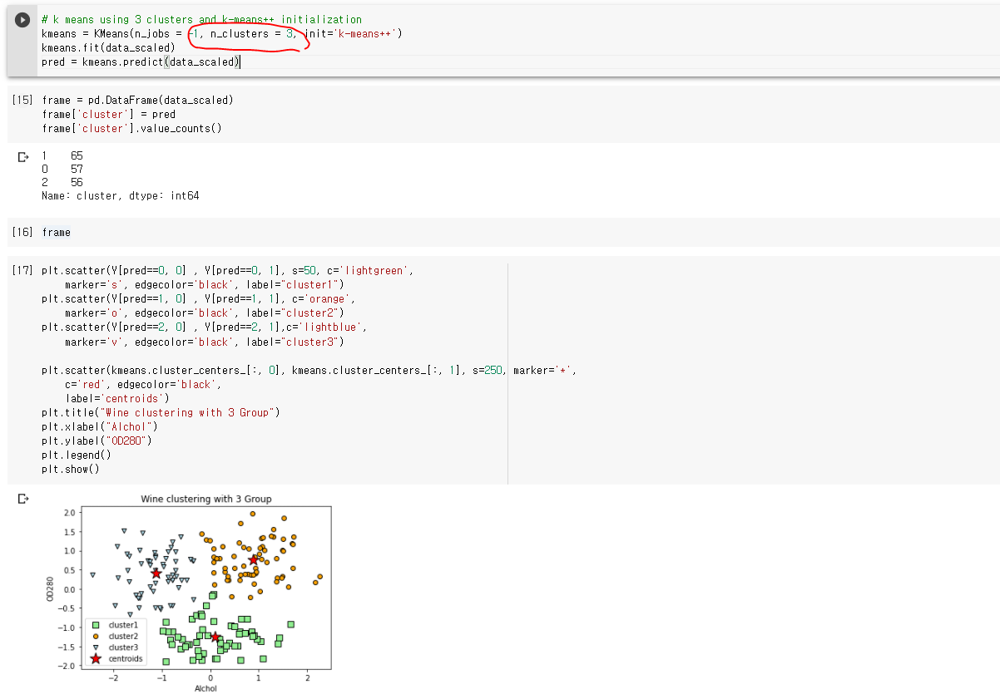 # k means using 3 clusters and k-means++ initialization
kmeans = KMeans(n_jobs = -1, n_clusters = 3, init='k-means++')
kmeans.fit(data_scaled)
pred = kmeans.predict(data_scaled)
[15] frame = pd.DataFrame(data_scaled)
frame['cluster'] = pred
frame['cluster'].value_counts()
1 65
0 57
2 56
Name: cluster, dtype: int64
[16] frame
[17] plt.scatter(Y[pred==0, 0] , Y[pred==0, 1], s=50, c='lightgreen',
marker='s', edgecolor='black', label="cluster1")
plt.scatter(Y[pred==1, 0] , Y[pred==1, 1], c='orange',
marker='o', edgecolor='black', label="cluster2")
plt.scatter(Y[pred==2, 0] , Y[pred==2, 1],c='lightblue',
marker='v', edgecolor='black', label="cluster3")
plt.scatter(kmeans.cluster_centers_[:, 0], kmeans.cluster_centers_[:, 1], s=250, marker='*',
c='red', edgecolor='black',
label='centroids')
plt.title("Wine clustering with 3 Group")
plt.xlabel("Alchol")
plt.ylabel("OD280")
plt.legend()
plt.show()
Wine clustering with 3 Group
2.0
1.5
1.0
0.5
0.0
−0.5
−1.0
−1.5
−2.0
OD280
cluster1
cluster2
cluster3
centroids
−2 −1 0 1 2
Alchol